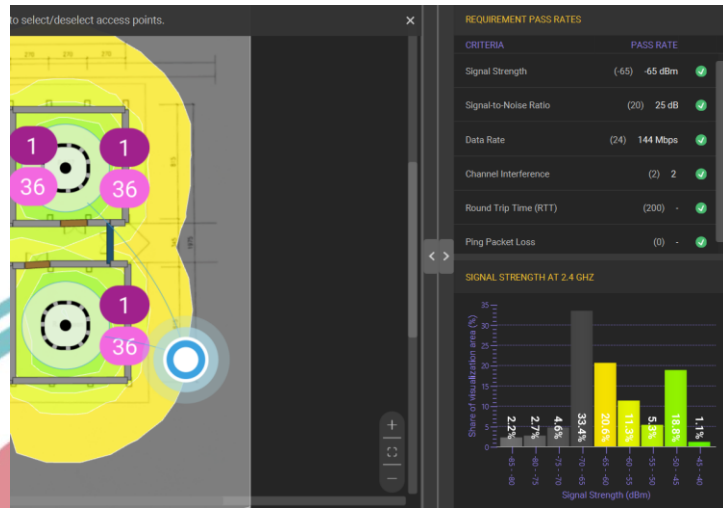 to select/deselect access points.
×
1
1
36
36
1
36
REQUIREMENT PASS RATES
CRITERIA PASS RATE
Signal Strength (-65) -65 dBm
Signal-to-Noise Ratio (20) 25 dB
Data Rate (24) 144 Mbps
Channel Interference (2) 2
Round Trip Time (RTT) (200) -
Ping Packet Loss (0) -
SIGNAL STRENGTH AT 2.4 GHZ
Share of visualization area (%)
35
30
25
20
15
10
5
0
2.2%
2.7%
4.6%
33.4%
20.6%
11.3%
5.3%
18.8%
1.1%
-85 - -80
-80 - -75
-75 - -70
-70 - -65
-65 - -60
-60 - -55
-55 - -50
-50 - -45
-45 - -40
Signal Strength (dBm)